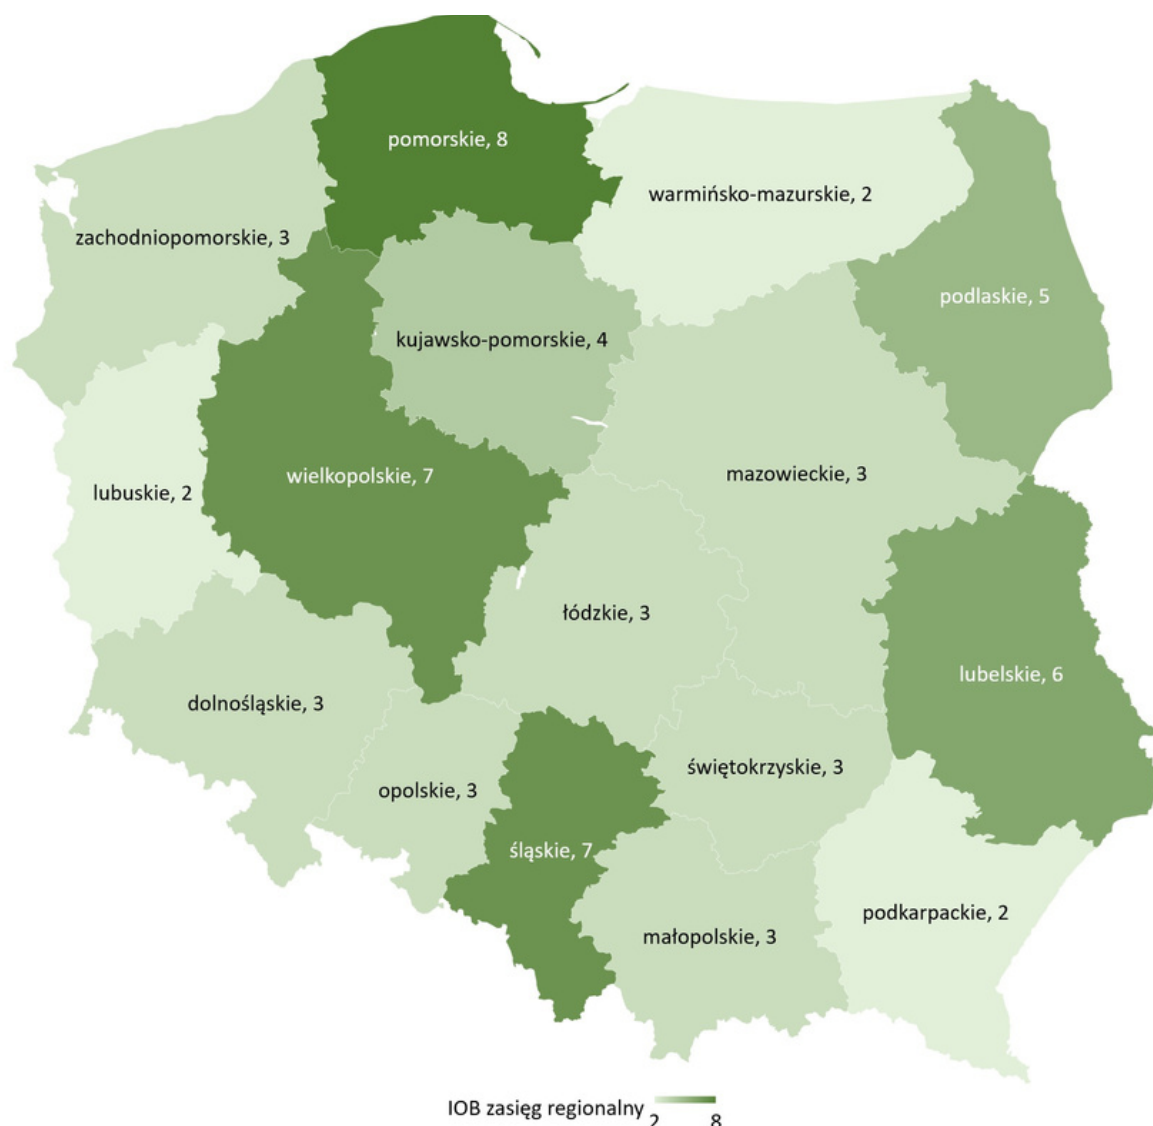 pomorskie, 8
warmińsko-mazurskie, 2
zachodniopomorskie, 3
podlaskie, 5
kujawsko-pomorskie, 4
wielkopolskie, 7
mazowieckie, 3
lubuskie, 2
łódzkie, 3
lubelskie, 6
dolnośląskie, 3
świętokrzyskie, 3
opolskie, 3
śląskie, 7
podkarpackie, 2
małopolskie, 3
IOB zasięg regionalny
2 8